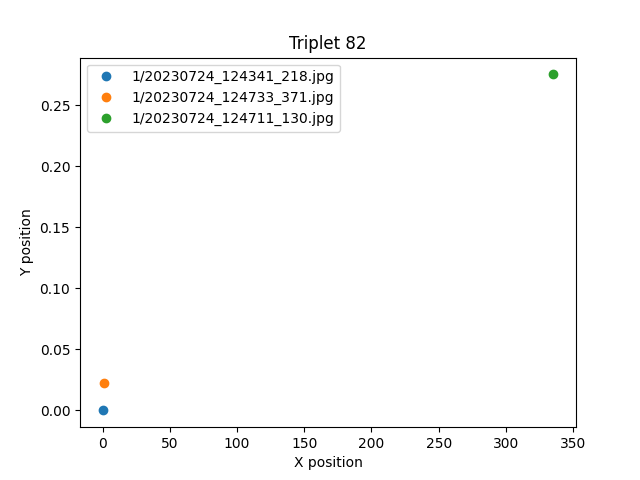 Triplet 82
1/20230724_124341_218.jpg
1/20230724_124733_371.jpg
1/20230724_124711_130.jpg
Y position
0.25
0.20
0.15
0.10
0.05
0.00
0 50 100 150 200 250 300 350
X position